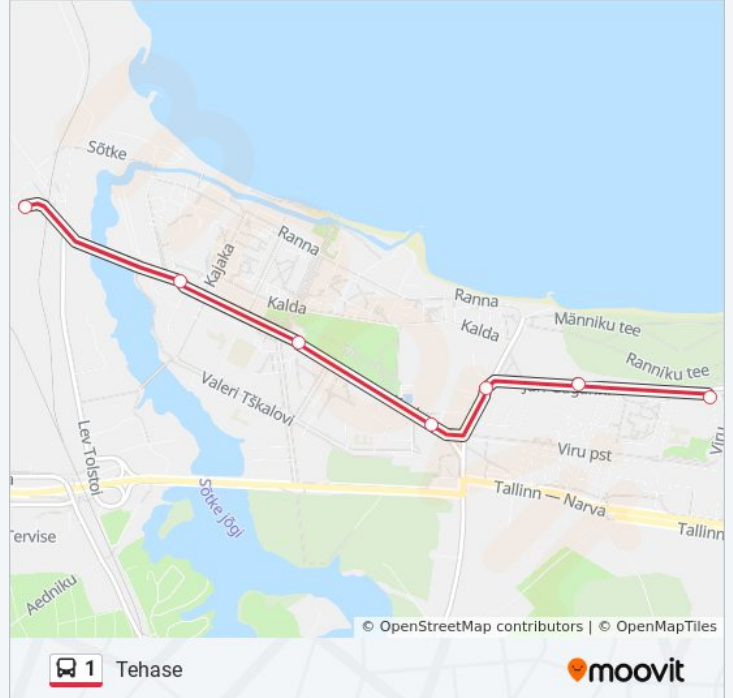 Sõtke
Ranna
Kajaka
Ranna
Kalda
Kalda
Männiku tee
Ranniku tee
Valeri Tškalovi
Viru
Viru pst
Lev Tolstoi
Tallinn — Narva
Sõtke jõgi
Tallinn
Tervise
Aedniku
© OpenStreetMap contributors | © OpenMapTiles
1 Tehase
moovit